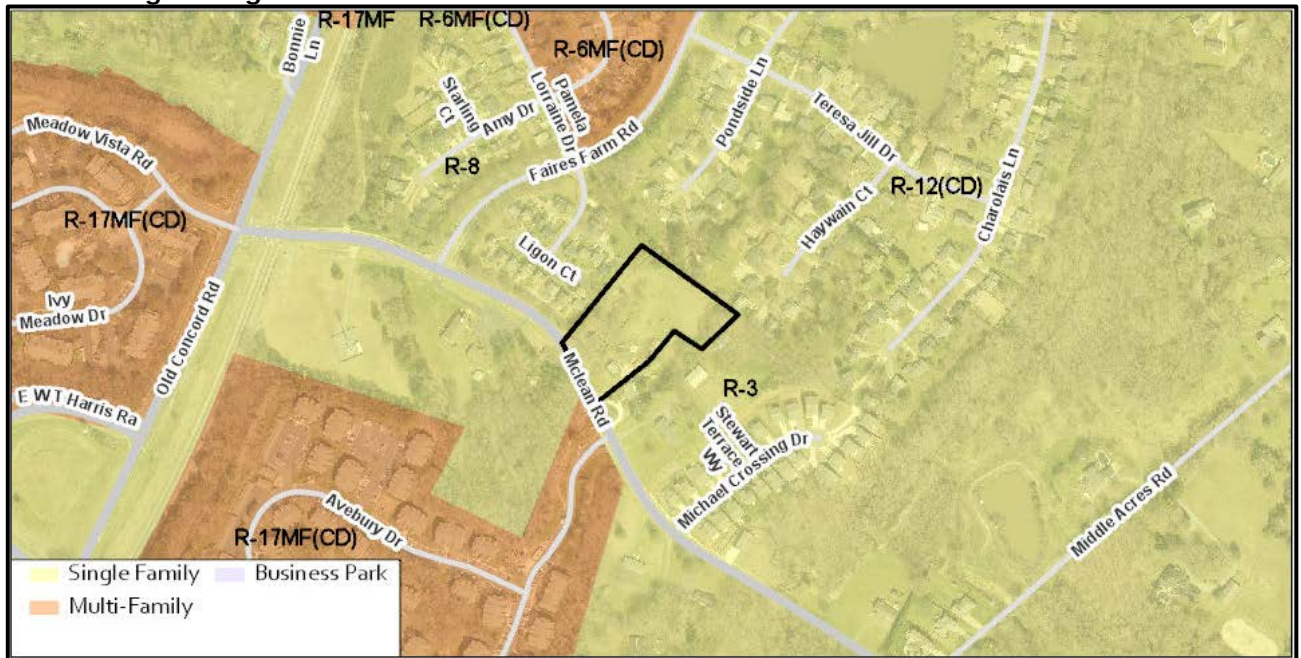 R-17MF
R-6MF(CD)
R-6MF(CD)
Bonnie
Ln
Starling
Ct
Amy Dr
Pamela
Lorraine Dr
Pondside Ln
Teresa Jill Dr
Meadow Vista Rd
Faires Farm Rd
R-8
R-12(CD)
R-17MF(CD)
Haywain Ct
Charolais Ln
Ligon Ct
Ivy
Meadow Dr
Old Concord Rd
Mclean Rd
E W T Harris Ra
R-3
Stewart
Terrace
Wy
Michael Crossing Dr
Middle Acres Rd
Avebury Dr
R-17MF(CD)
Single Family
Business Park
Multi-Family